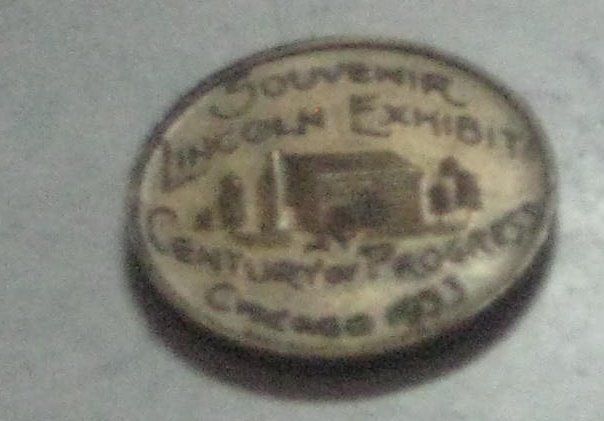 SOUVENIR
LINCOLN EXHIBIT
CENTURY OF PROGRESS
CHICAGO 1933